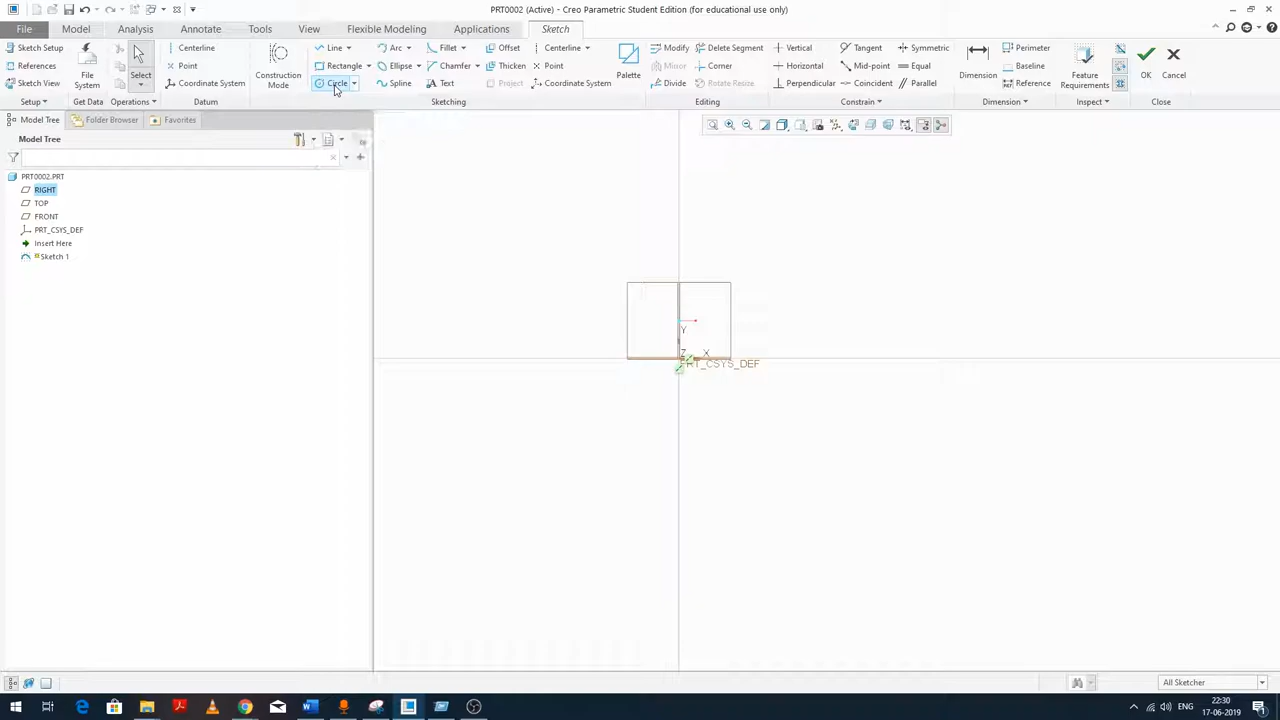 PRT0002 (Active) - Creo Parametric Student Edition (for educational use only)
File Model Analysis Annotate Tools View Flexible Modeling Applications Sketch
Sketch Setup
References
Sketch View
Setup
File System
Get Data
Select
Operations
Centerline
Point
Coordinate System
Datum
Construction Mode
Line Arc Fillet Offset Centerline
Rectangle Ellipse Chamfer Thicken Point
Circle Spline Text Project Coordinate System
Palette
Sketching
Modify Delete Segment
Mirror Corner
Divide Rotate Resize
Editing
Vertical Tangent Symmetric
Horizontal Mid-point Equal
Perpendicular Coincident Parallel
Constrain
Dimension
Perimeter
Baseline
Reference
Dimension
Feature Requirements
Inspect
OK
Cancel
Close
Model Tree Folder Browser Favorites
Model Tree
PRT0002.PRT
RIGHT
TOP
FRONT
PRT_CSYS_DEF
Insert Here
Sketch 1
Y
Z X
PRT_CSYS_DEF
All Sketcher
ENG
22:30
17-06-2019